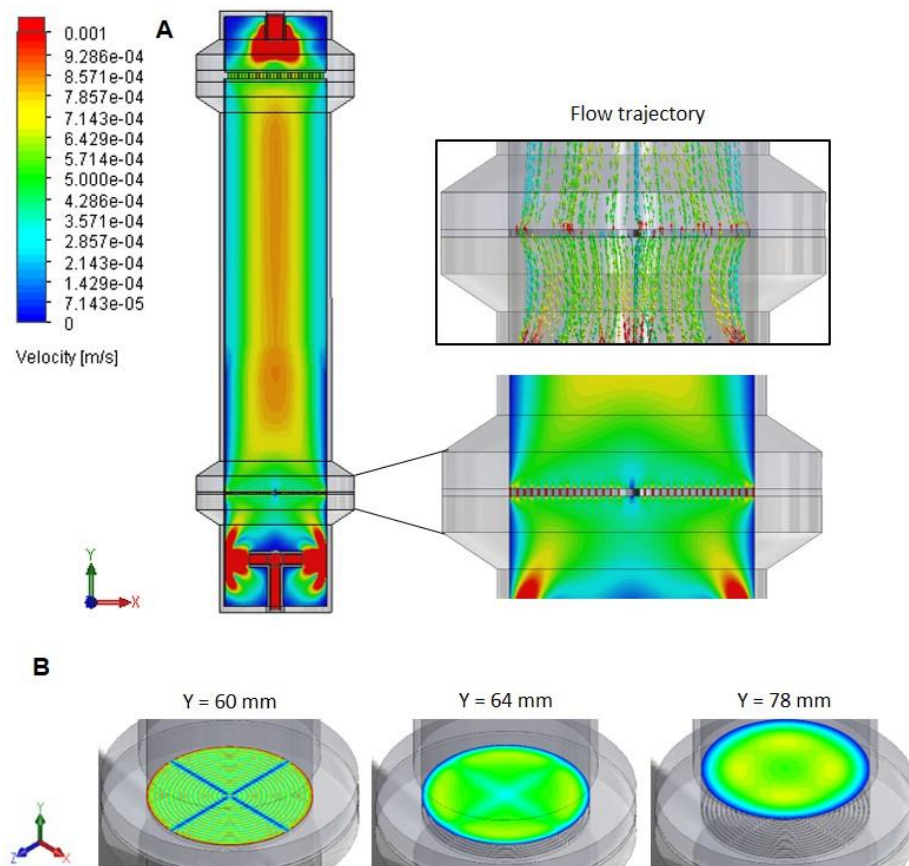 A
0.001
9.286e-04
8.571e-04
7.857e-04
7.143e-04
6.429e-04
5.714e-04
5.000e-04
4.286e-04
3.571e-04
2.857e-04
2.143e-04
1.429e-04
7.143e-05
0
Velocity [m/s]
Flow trajectory
Y
X
B
Y = 60 mm
Y = 64 mm
Y = 78 mm
Y
Z
X